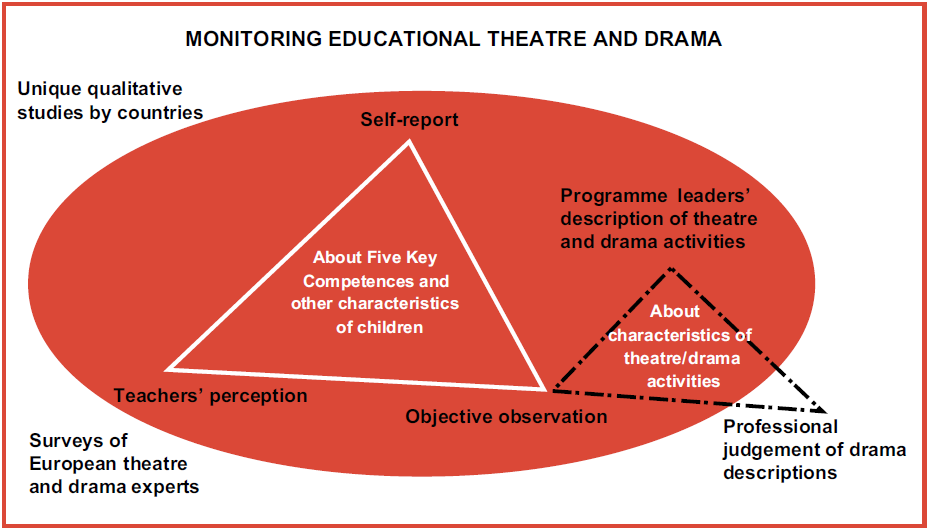 MONITORING EDUCATIONAL THEATRE AND DRAMA
Unique qualitative
studies by countries
Self-report
Programme leaders’
description of theatre
and drama activities
About Five Key
Competences and
other characteristics
of children
About
characteristics of
theatre/drama
activities
Teachers’ perception
Objective observation
Surveys of
European theatre
and drama experts
Professional
judgement of drama
descriptions